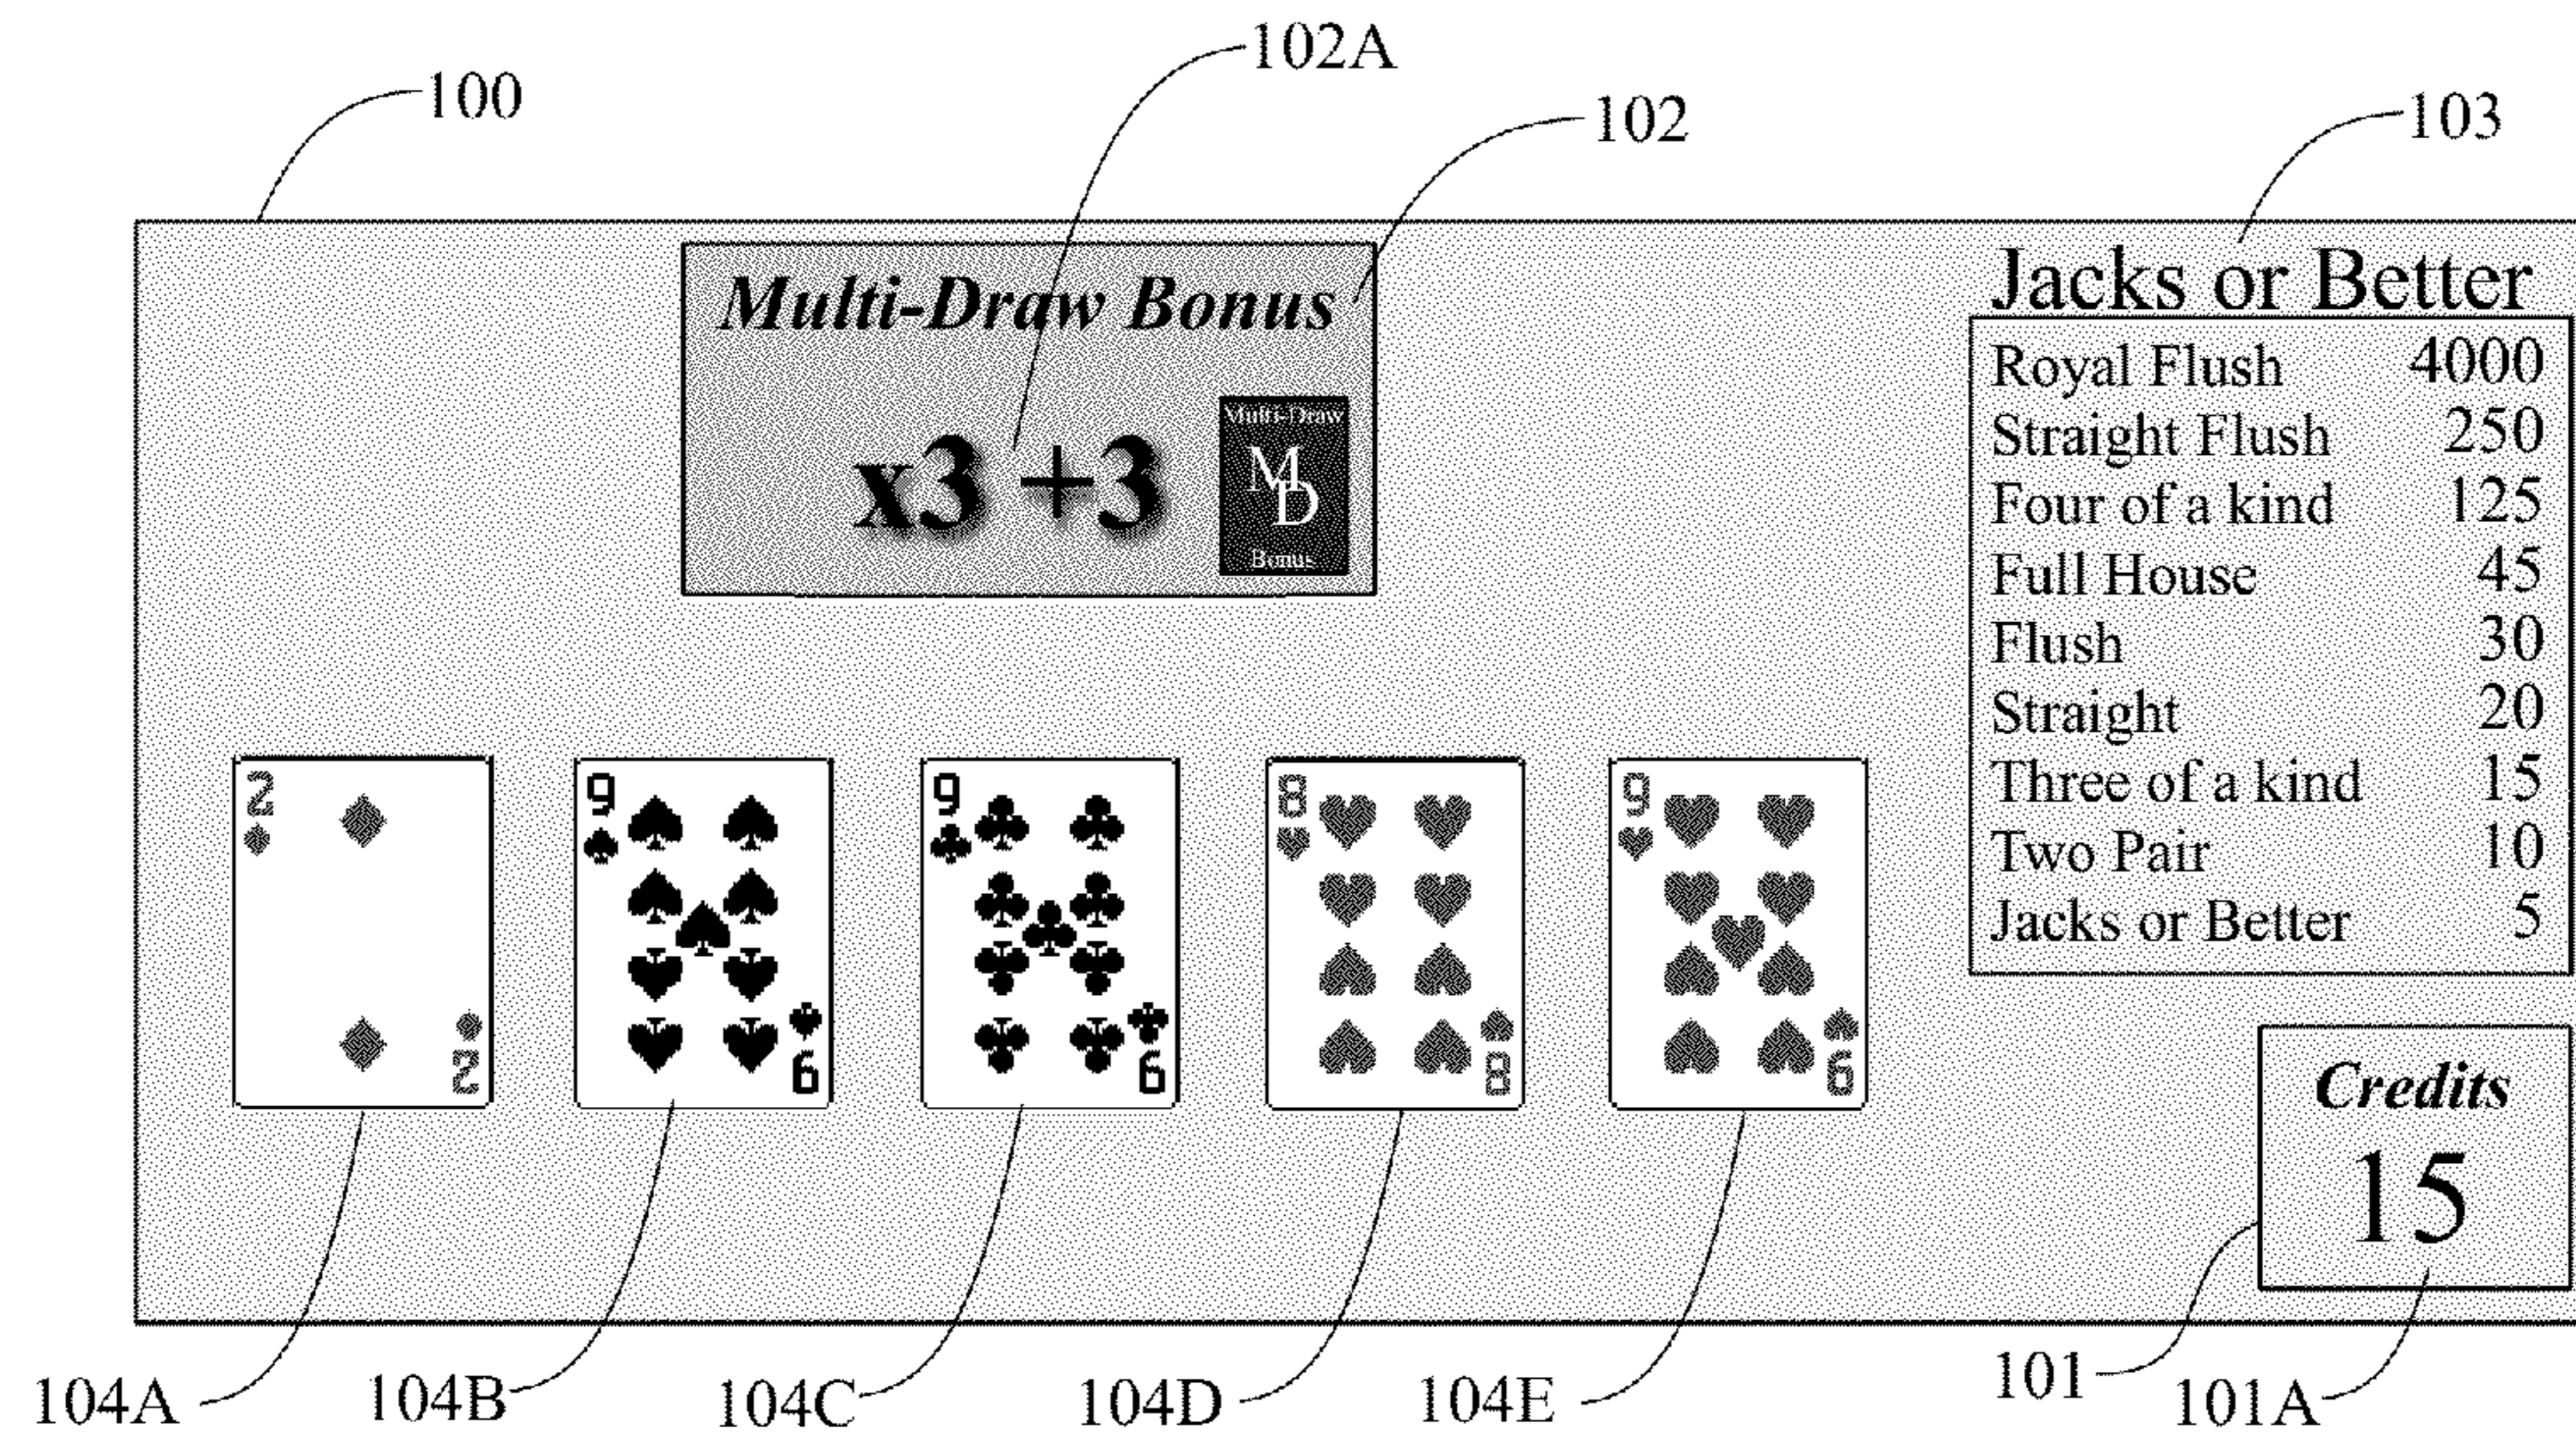 102A
100
102
103
Multi-Draw Bonus
x3 +3
Multi-Draw
MD
Bonus
Jacks or Better
Royal Flush 4000
Straight Flush 250
Four of a kind 125
Full House 45
Flush 30
Straight 20
Three of a kind 15
Two Pair 10
Jacks or Better 5
2 9 9 8 9
2 9 9 8 9
Credits
15
104A 104B 104C 104D 104E 101 101A